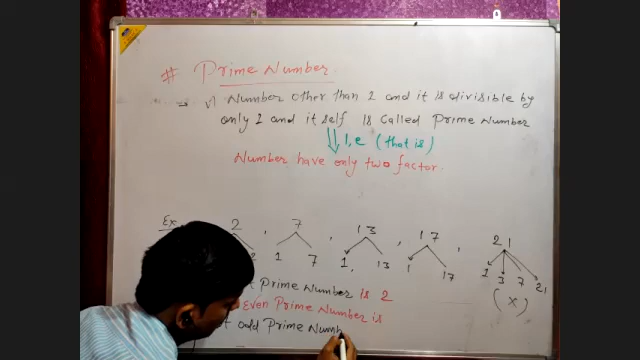 # Prime Number
⇒ Number other than 1 and it is divisible by
only 1 and it self is called Prime Number
i,e (that is)
Number have only two factor.
Ex 2 , 7 , 13 , 17 , 21
2 1 7 1, 13 1 17 1 3 7 21
(x)
Prime Number is 2
Even Prime Number is
odd Prime Numb